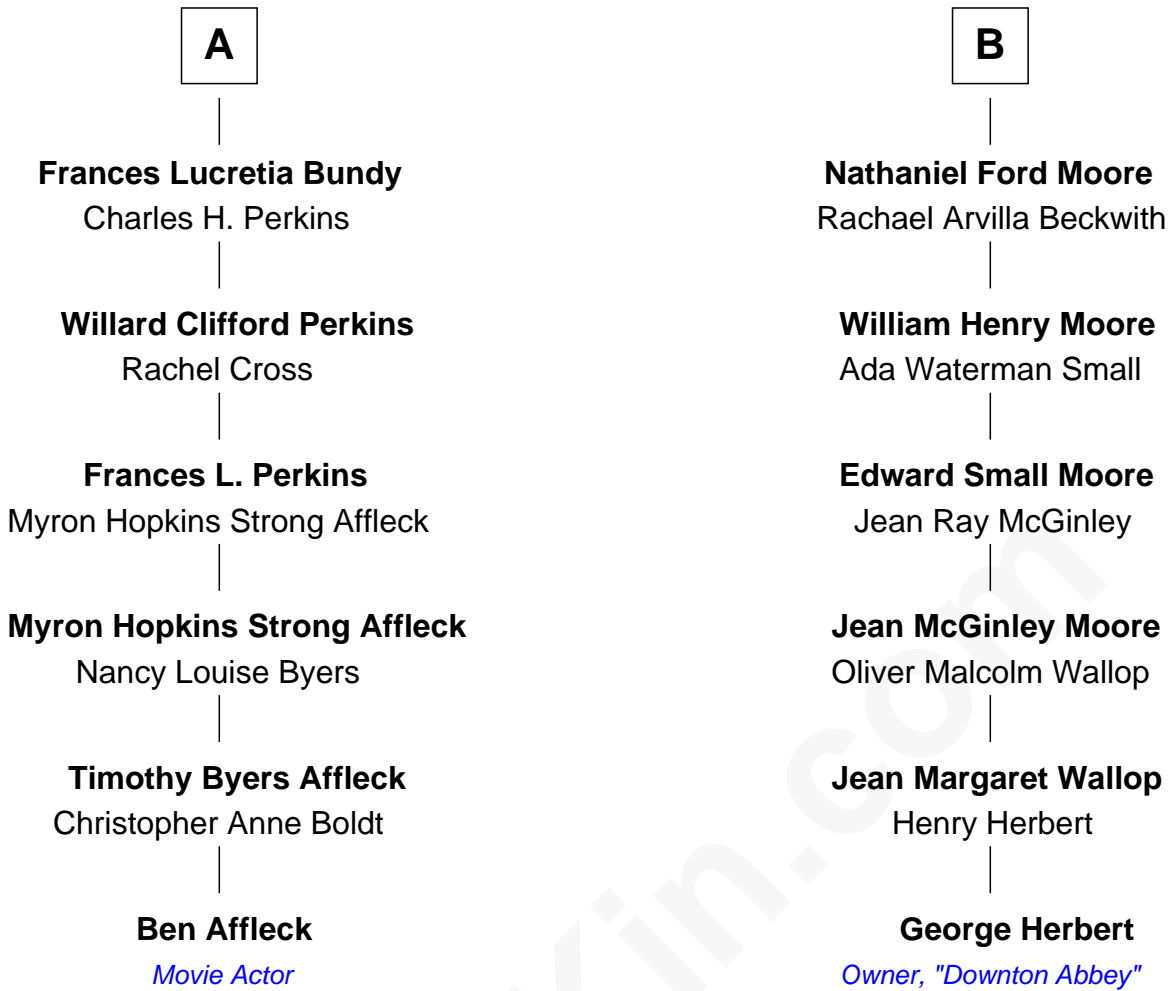 A
Frances Lucretia Bundy
Charles H. Perkins
Willard Clifford Perkins
Rachel Cross
Frances L. Perkins
Myron Hopkins Strong Affleck
Myron Hopkins Strong Affleck
Nancy Louise Byers
Timothy Byers Affleck
Christopher Anne Boldt
Ben Affleck
Movie Actor
B
Nathaniel Ford Moore
Rachael Arvilla Beckwith
William Henry Moore
Ada Waterman Small
Edward Small Moore
Jean Ray McGinley
Jean McGinley Moore
Oliver Malcolm Wallop
Jean Margaret Wallop
Henry Herbert
George Herbert
Owner, "Downton Abbey"